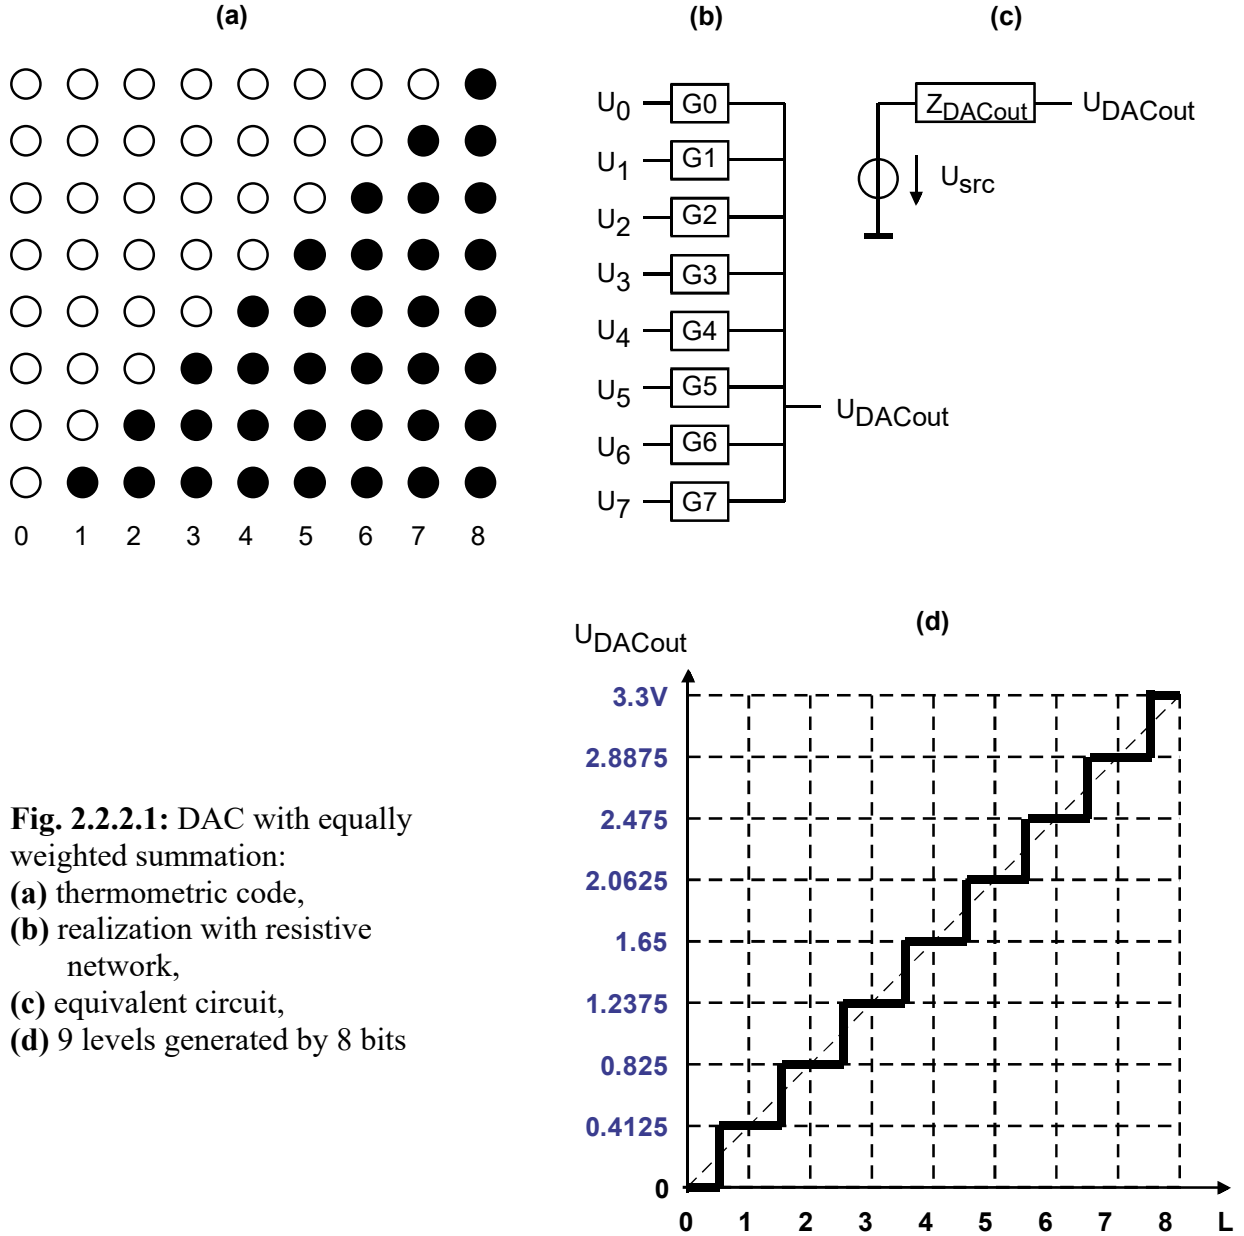 (a)
0 1 2 3 4 5 6 7 8
(b)
U0 G0
U1 G1
U2 G2
U3 G3
U4 G4
U5 G5
U6 G6
U7 G7
UDACout
(c)
ZDACout UDACout
Usrc
Fig. 2.2.2.1: DAC with equally
weighted summation:
(a) thermometric code,
(b) realization with resistive
network,
(c) equivalent circuit,
(d) 9 levels generated by 8 bits
(d)
UDACout
3.3V
2.8875
2.475
2.0625
1.65
1.2375
0.825
0.4125
0
0 1 2 3 4 5 6 7 8 L